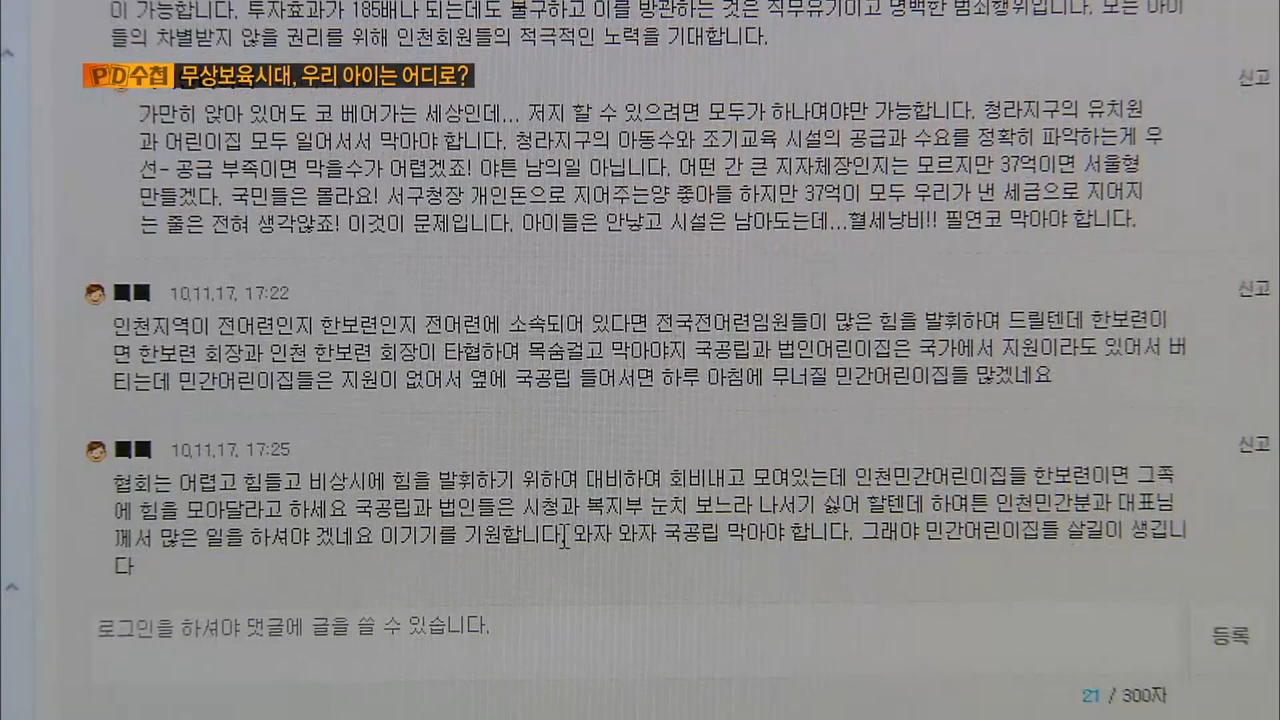 이 가능합니다. 투자효과가 185배나 되는데도 불구하고 이를 방관하는 것은 직무유기이고 명백한 범죄행위입니다. 모든 아이
들의 차별받지 않을 권리를 위해 인천회원들의 적극적인 노력을 기대합니다.
PD수첩 무상보육시대, 우리 아이는 어디로?
신고
가만히 앉아 있어도 코 베어가는 세상인데... 저지 할 수 있으려면 모두가 하나여야만 가능합니다. 청라지구의 유치원
과 어린이집 모두 일어서서 막아야 합니다. 청라지구의 아동수와 조기교육 시설의 공급과 수요를 정확히 파악하는게 우
선- 공급 부족이면 막을수가 어렵겠죠! 야튼 남의일 아닙니다. 어떤 간 큰 지자체장인지는 모르지만 37억이면 서울형
만들겠다. 국민들은 몰라요! 서구청장 개인돈으로 지어주는양 좋아들 하지만 37억이 모두 우리가 낸 세금으로 지어지
는 줄은 전혀 생각않죠! 이것이 문제입니다. 아이들은 안낳고 시설은 남아도는데...혈세낭비!! 필연코 막아야 합니다.
10.11.17. 17:22 신고
인천지역이 전어련인지 한보련인지 전어련에 소속되어 있다면 전국전어련임원들이 많은 힘을 발휘하여 드릴텐데 한보련이
면 한보련 회장과 인천 한보련 회장이 타협하여 목숨걸고 막아야지 국공립과 법인어린이집은 국가에서 지원이라도 있어서 버
티는데 민간어린이집들은 지원이 없어서 옆에 국공립 들어서면 하루 아침에 무너질 민간어린이집들 많겠네요
10.11.17. 17:25 신고
협회는 어렵고 힘들고 비상시에 힘을 발휘하기 위하여 대비하여 회비내고 모여있는데 인천민간어린이집들 한보련이면 그쪽
에 힘을 모아달라고 하세요 국공립과 법인들은 시청과 복지부 눈치 보느라 나서기 싫어 할텐데 하여튼 인천민간분과 대표님
께서 많은 일을 하셔야 겠네요 이기기를 기원합니다. 와자 와자 국공립 막아야 합니다. 그래야 민간어린이집들 살길이 생깁니
다
로그인을 하셔야 댓글에 글을 쓸 수 있습니다.
등록
21 / 300자